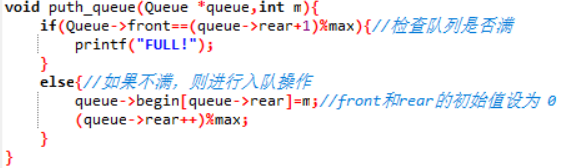 void puth_queue(Queue *queue,int m){
if(Queue->front==(queue->rear+1)%max){//检查队列是否满
printf("FULL!");
}
else{//如果不满，则进行入队操作
queue->begin[queue->rear]=m;//front和rear的初始值设为 0
(queue->rear++)%max;
}
}